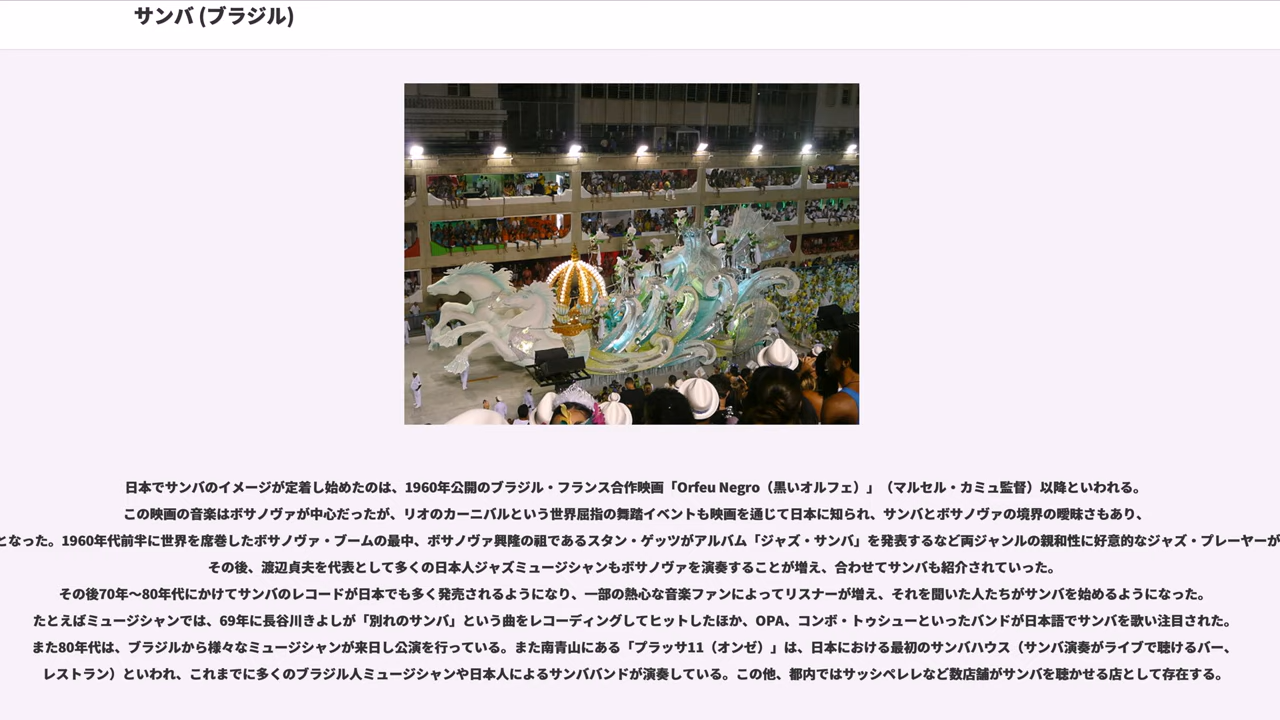 サンバ (ブラジル)
日本でサンバのイメージが定着し始めたのは、1960年公開のブラジル・フランス合作映画「Orfeu Negro（黒いオルフェ）」（マルセル・カミュ監督）以降といわれる。
この映画の音楽はボサノヴァが中心だったが、リオのカーニバルという世界屈指の舞踏イベントも映画を通じて日本に知られ、サンバとボサノヴァの境界の曖昧さもあり、
となった。1960年代前半に世界を席巻したボサノヴァ・ブームの最中、ボサノヴァ興隆の祖であるスタン・ゲッツがアルバム「ジャズ・サンバ」を発表するなど両ジャンルの親和性に好意的なジャズ・プレーヤーが
その後、渡辺貞夫を代表として多くの日本人ジャズミュージシャンもボサノヴァを演奏することが増え、合わせてサンバも紹介されていった。
その後70年〜80年代にかけてサンバのレコードが日本でも多く発売されるようになり、一部の熱心な音楽ファンによってリスナーが増え、それを聞いた人たちがサンバを始めるようになった。
たとえばミュージシャンでは、69年に長谷川きよしが「別れのサンバ」という曲をレコーディングしてヒットしたほか、OPA、コンボ・トゥシューといったバンドが日本語でサンバを歌い注目された。
また80年代は、ブラジルから様々なミュージシャンが来日し公演を行っている。また南青山にある「プラッサ11（オンゼ）」は、日本における最初のサンバハウス（サンバ演奏がライブで聴けるバー、
レストラン）といわれ、これまでに多くのブラジル人ミュージシャンや日本人によるサンババンドが演奏している。この他、都内ではサッシペレレなど数店舗がサンバを聴かせる店として存在する。